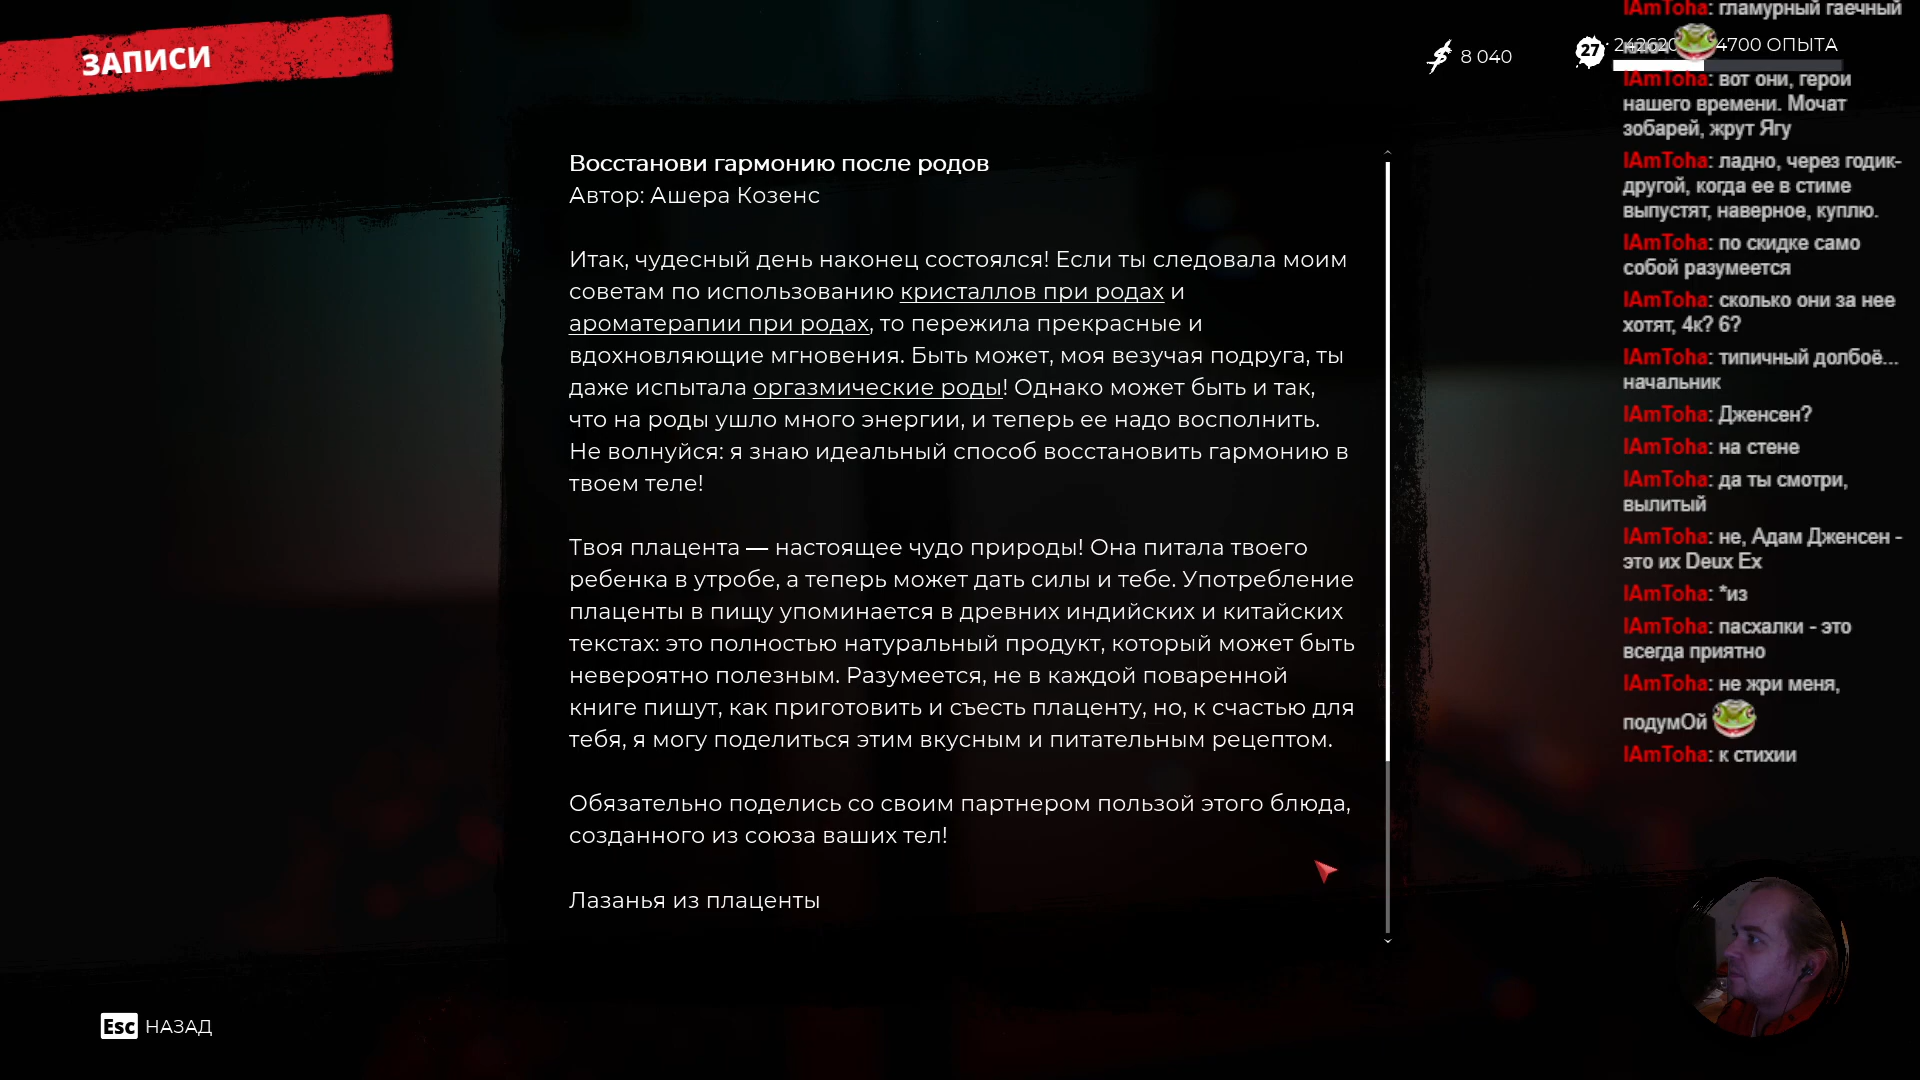 ЗАПИСИ
8 040
27
4700 ОПЫТА
Восстанови гармонию после родов
Автор: Ашера Козенс
Итак, чудесный день наконец состоялся! Если ты следовала моим
советам по использованию кристаллов при родах и
ароматерапии при родах, то пережила прекрасные и
вдохновляющие мгновения. Быть может, моя везучая подруга, ты
даже испытала оргазмические роды! Однако может быть и так,
что на роды ушло много энергии, и теперь ее надо восполнить.
Не волнуйся: я знаю идеальный способ восстановить гармонию в
твоем теле!
Твоя плацента — настоящее чудо природы! Она питала твоего
ребенка в утробе, а теперь может дать силы и тебе. Употребление
плаценты в пищу упоминается в древних индийских и китайских
текстах: это полностью натуральный продукт, который может быть
невероятно полезным. Разумеется, не в каждой поваренной
книге пишут, как приготовить и съесть плаценту, но, к счастью для
тебя, я могу поделиться этим вкусным и питательным рецептом.
Обязательно поделись со своим партнером пользой этого блюда,
созданного из союза ваших тел!
Лазанья из плаценты
Esc НАЗАД
IAmToha: гламурный гаечный
IAmToha: вот они, герои
нашего времени. Мочат
зобарей, жрут Ягу
IAmToha: ладно, через годик-
другой, когда ее в стиме
выпустят, наверное, куплю.
IAmToha: по скидке само
собой разумеется
IAmToha: сколько они за нее
хотят, 4к? 6?
IAmToha: типичный долбоё...
начальник
IAmToha: Дженсен?
IAmToha: на стене
IAmToha: да ты смотри,
вылитый
IAmToha: не, Адам Дженсен -
это их Deux Ex
IAmToha: *из
IAmToha: пасхалки - это
всегда приятно
IAmToha: не жри меня,
подумОй
IAmToha: к стихии